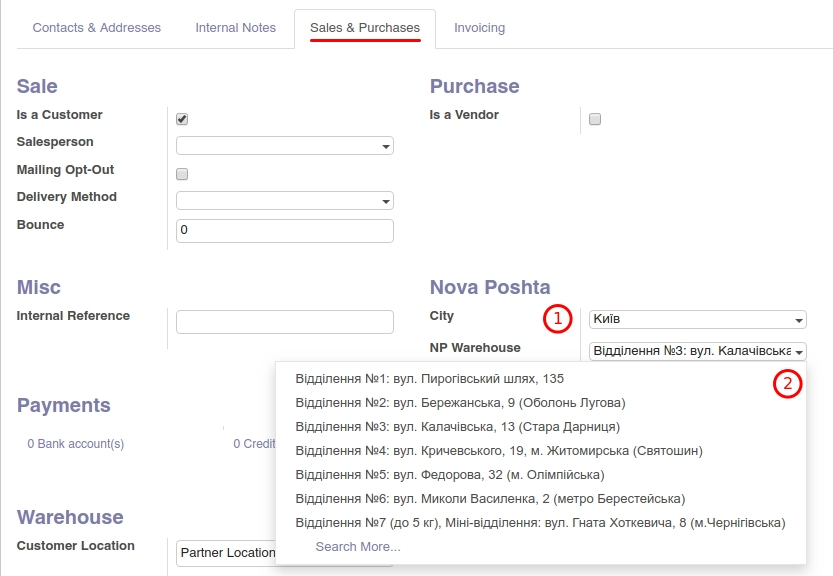 Contacts & Addresses
Internal Notes
Sales & Purchases
Invoicing
Sale
Is a Customer
Salesperson
Mailing Opt-Out
Delivery Method
Bounce
0
Purchase
Is a Vendor
Misc
Internal Reference
Nova Poshta
City
1
Київ
NP Warehouse
Відділення №3: вул. Калачівська
2
Відділення №1: вул. Пирогівський шлях, 135
Відділення №2: вул. Бережанська, 9 (Оболонь Лугова)
Відділення №3: вул. Калачівська, 13 (Стара Дарниця)
Відділення №4: вул. Кричевського, 19, м. Житомирська (Святошин)
Відділення №5: вул. Федорова, 32 (м. Олімпійська)
Відділення №6: вул. Миколи Василенка, 2 (метро Берестейська)
Відділення №7 (до 5 кг), Міні-відділення: вул. Гната Хоткевича, 8 (м.Чернігівська)
Search More...
Payments
0 Bank account(s)
0 Credit
Warehouse
Customer Location
Partner Location